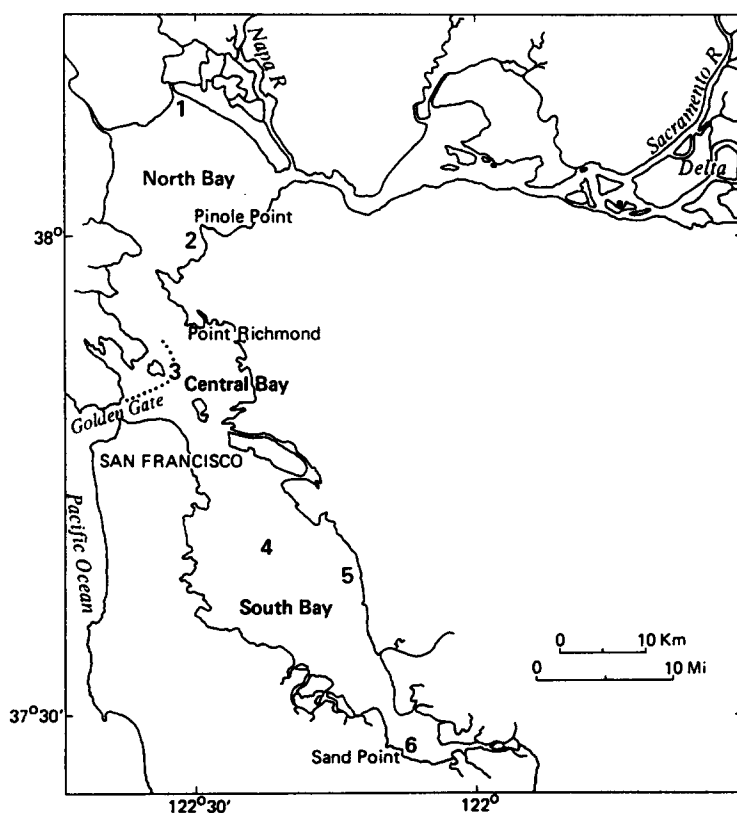 Napa R
Sacramento R
1
Delta
North Bay
Pinole Point
38°
2
Point Richmond
3
Central Bay
Golden Gate
SAN FRANCISCO
Pacific Ocean
4
5
South Bay
0 10 Km
0 10 Mi
37°30'
6
Sand Point
122°30'
122°